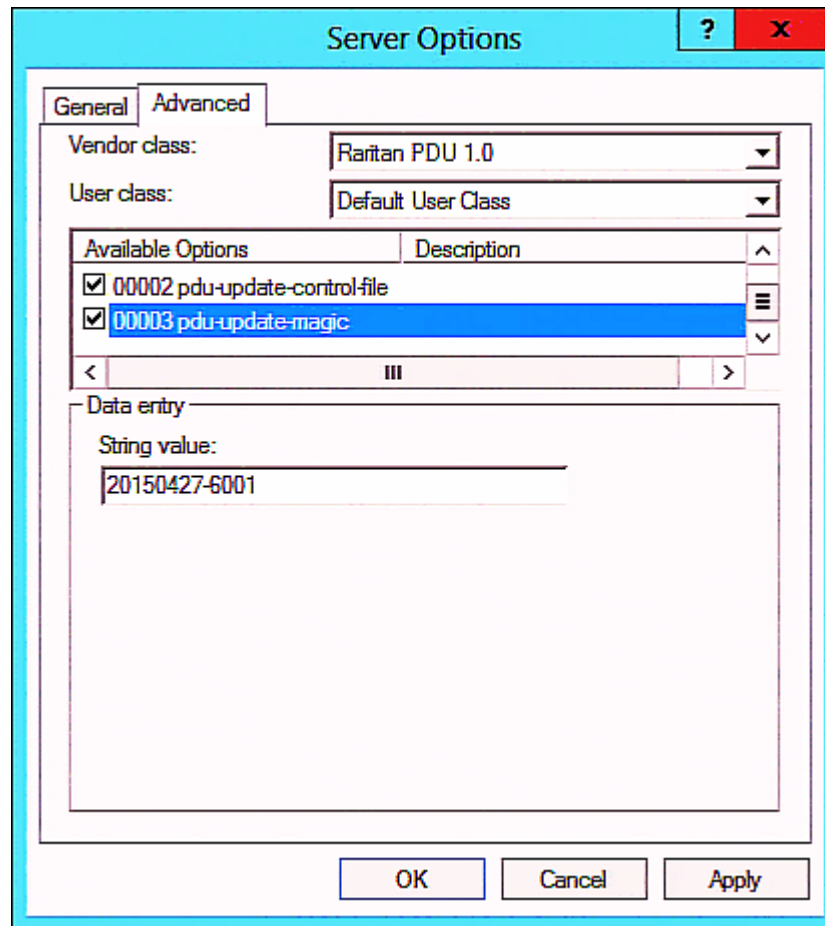 Server Options
? x
General Advanced
Vendor class: Raritan PDU 1.0
User class: Default User Class
Available Options Description
00002 pdu-update-control-file
00003 pdu-update-magic
Data entry
String value:
20150427-6001
OK Cancel Apply